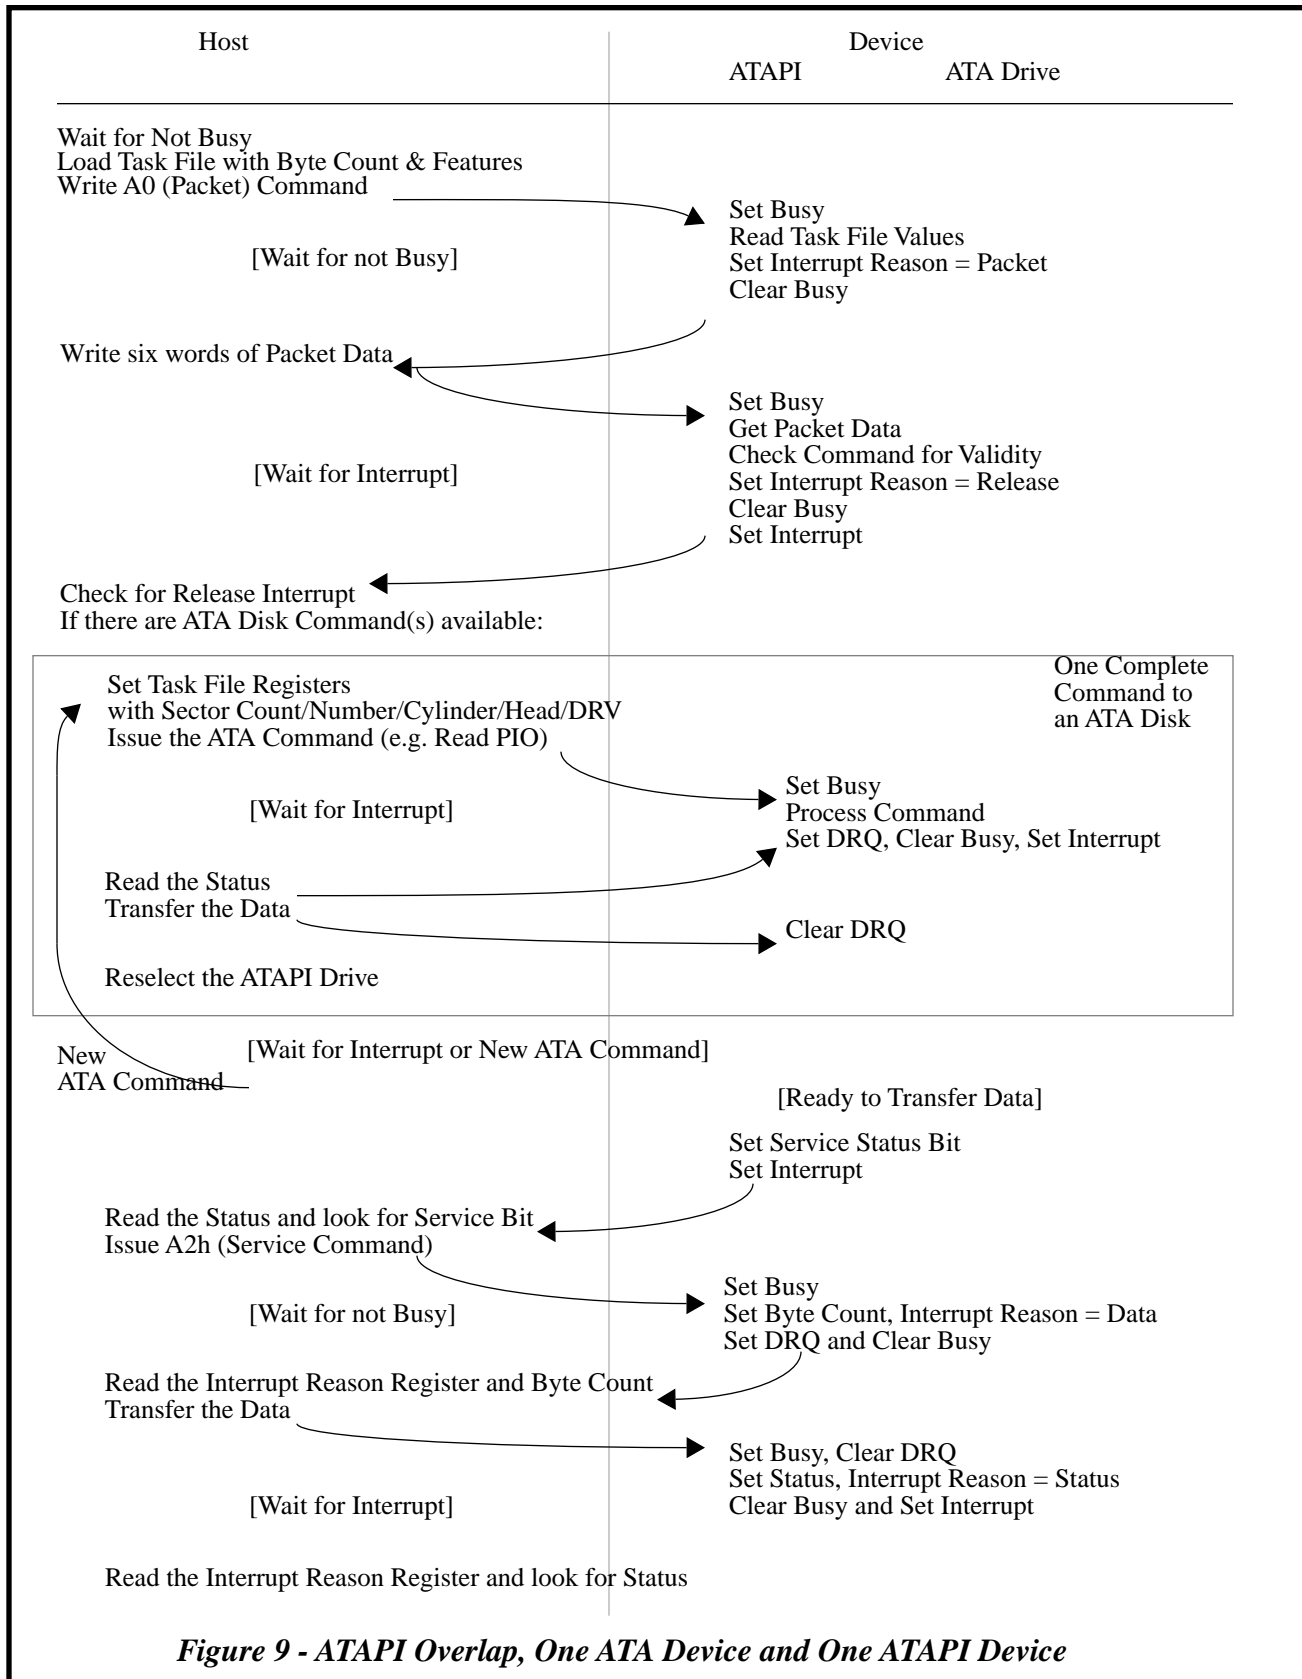 Host
Device
ATAPI
ATA Drive
Wait for Not Busy
Load Task File with Byte Count & Features
Write A0 (Packet) Command
Set Busy
Read Task File Values
Set Interrupt Reason = Packet
Clear Busy
[Wait for not Busy]
Write six words of Packet Data
Set Busy
Get Packet Data
Check Command for Validity
Set Interrupt Reason = Release
Clear Busy
Set Interrupt
[Wait for Interrupt]
Check for Release Interrupt
If there are ATA Disk Command(s) available:
One Complete
Command to
an ATA Disk
Set Task File Registers
with Sector Count/Number/Cylinder/Head/DRV
Issue the ATA Command (e.g. Read PIO)
Set Busy
Process Command
Set DRQ, Clear Busy, Set Interrupt
[Wait for Interrupt]
Read the Status
Transfer the Data
Clear DRQ
Reselect the ATAPI Drive
[Wait for Interrupt or New ATA Command]
New
ATA Command
[Ready to Transfer Data]
Set Service Status Bit
Set Interrupt
Read the Status and look for Service Bit
Issue A2h (Service Command)
Set Busy
Set Byte Count, Interrupt Reason = Data
Set DRQ and Clear Busy
[Wait for not Busy]
Read the Interrupt Reason Register and Byte Count
Transfer the Data
Set Busy, Clear DRQ
Set Status, Interrupt Reason = Status
Clear Busy and Set Interrupt
[Wait for Interrupt]
Read the Interrupt Reason Register and look for Status
Figure 9 - ATAPI Overlap, One ATA Device and One ATAPI Device